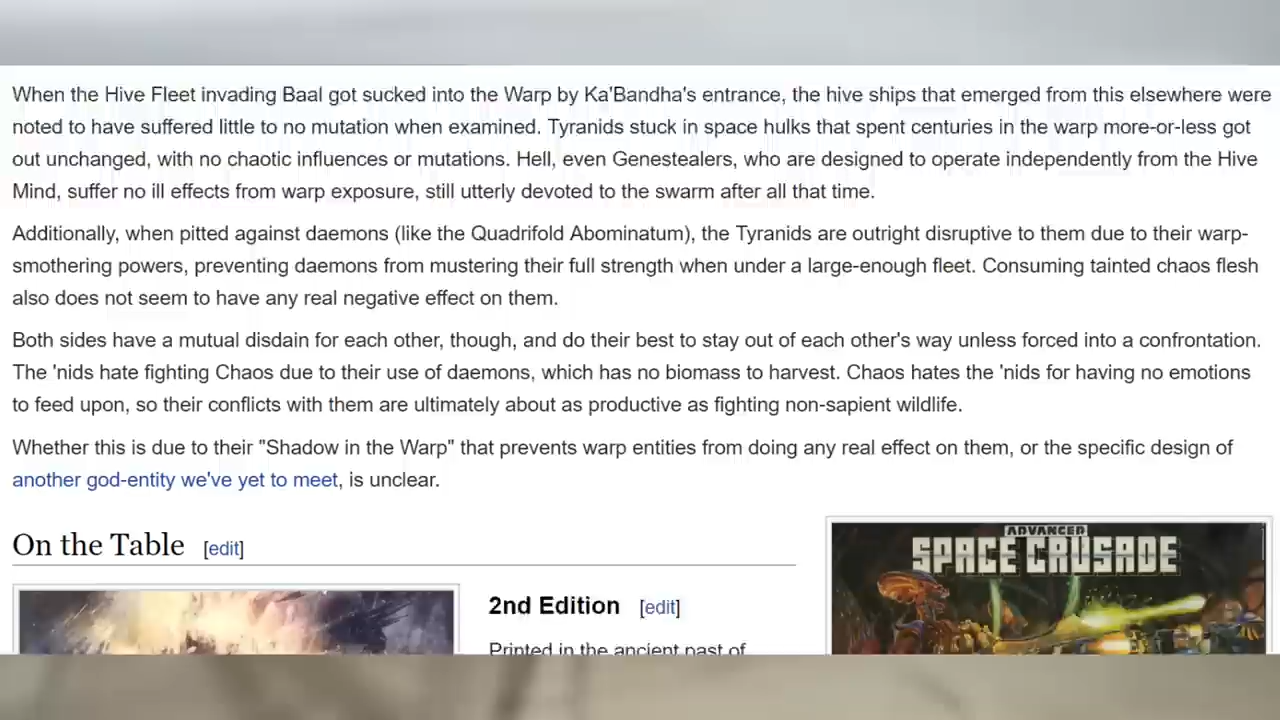 When the Hive Fleet invading Baal got sucked into the Warp by Ka'Bandha's entrance, the hive ships that emerged from this elsewhere were
noted to have suffered little to no mutation when examined. Tyranids stuck in space hulks that spent centuries in the warp more-or-less got
out unchanged, with no chaotic influences or mutations. Hell, even Genestealers, who are designed to operate independently from the Hive
Mind, suffer no ill effects from warp exposure, still utterly devoted to the swarm after all that time.
Additionally, when pitted against daemons (like the Quadrifold Abominatum), the Tyranids are outright disruptive to them due to their warp-
smothering powers, preventing daemons from mustering their full strength when under a large-enough fleet. Consuming tainted chaos flesh
also does not seem to have any real negative effect on them.
Both sides have a mutual disdain for each other, though, and do their best to stay out of each other's way unless forced into a confrontation.
The 'nids hate fighting Chaos due to their use of daemons, which has no biomass to harvest. Chaos hates the 'nids for having no emotions
to feed upon, so their conflicts with them are ultimately about as productive as fighting non-sapient wildlife.
Whether this is due to their "Shadow in the Warp" that prevents warp entities from doing any real effect on them, or the specific design of
another god-entity we've yet to meet, is unclear.
On the Table [edit]
2nd Edition [edit]
Printed in the ancient past of
ADVANCED
SPACE CRUSADE